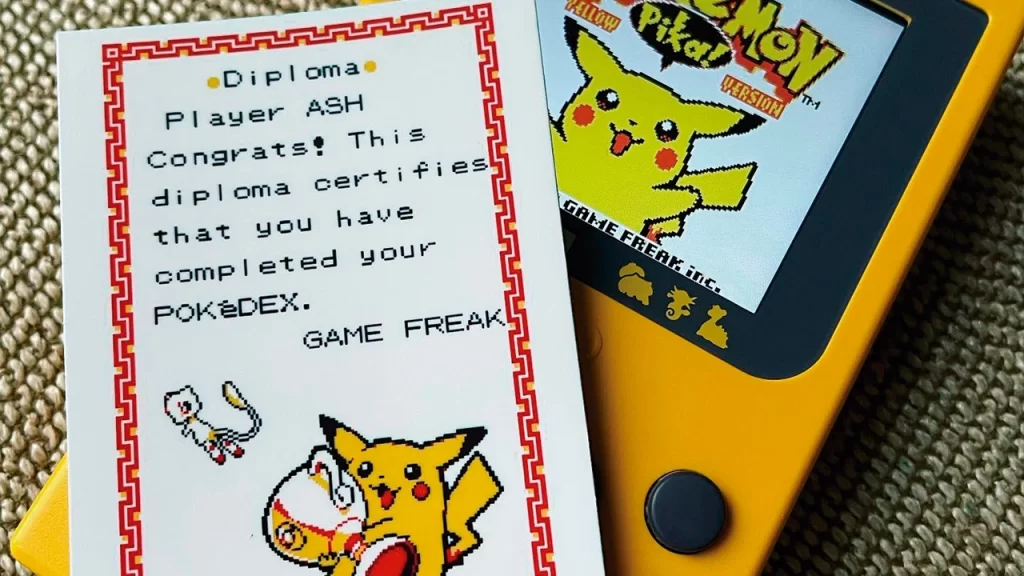 Diploma
Player ASH
Congrats! This
diploma certifies
that you have
completed your
POKéDEX.
GAME FREAK
YELLOW
Pika!
VERSION
TM
GAME FREAK inc.